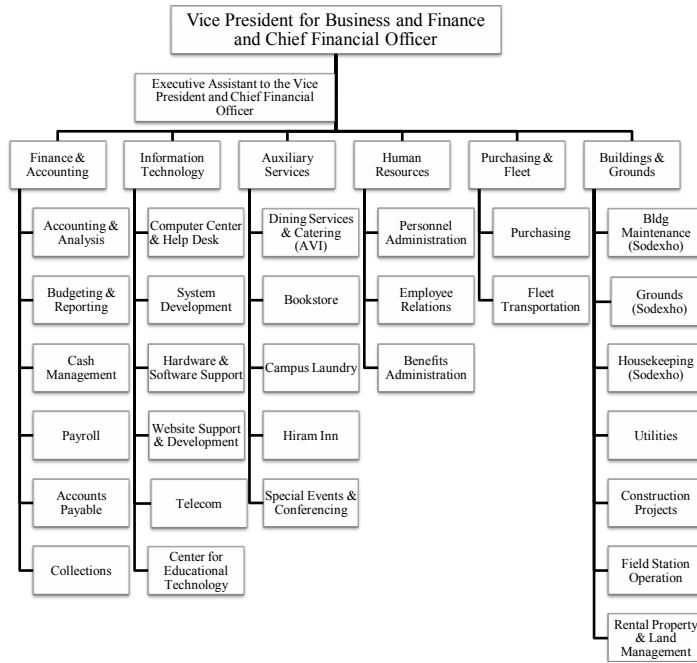 Vice President for Business and Finance
and Chief Financial Officer
Executive Assistant to the Vice
President and Chief Financial
Officer
Finance &
Accounting
Accounting &
Analysis
Budgeting &
Reporting
Cash
Management
Payroll
Accounts
Payable
Collections
Information
Technology
Computer Center
& Help Desk
System
Development
Hardware &
Software Support
Website Support
& Development
Telecom
Center for
Educational
Technology
Auxiliary
Services
Dining Services
& Catering
(AVI)
Bookstore
Campus Laundry
Hiram Inn
Special Events &
Conferencing
Human
Resources
Personnel
Administration
Employee
Relations
Benefits
Administration
Purchasing &
Fleet
Purchasing
Fleet
Transportation
Buildings &
Grounds
Bldg
Maintenance
(Sodexho)
Grounds
(Sodexho)
Housekeeping
(Sodexho)
Utilities
Construction
Projects
Field Station
Operation
Rental Property
& Land
Management